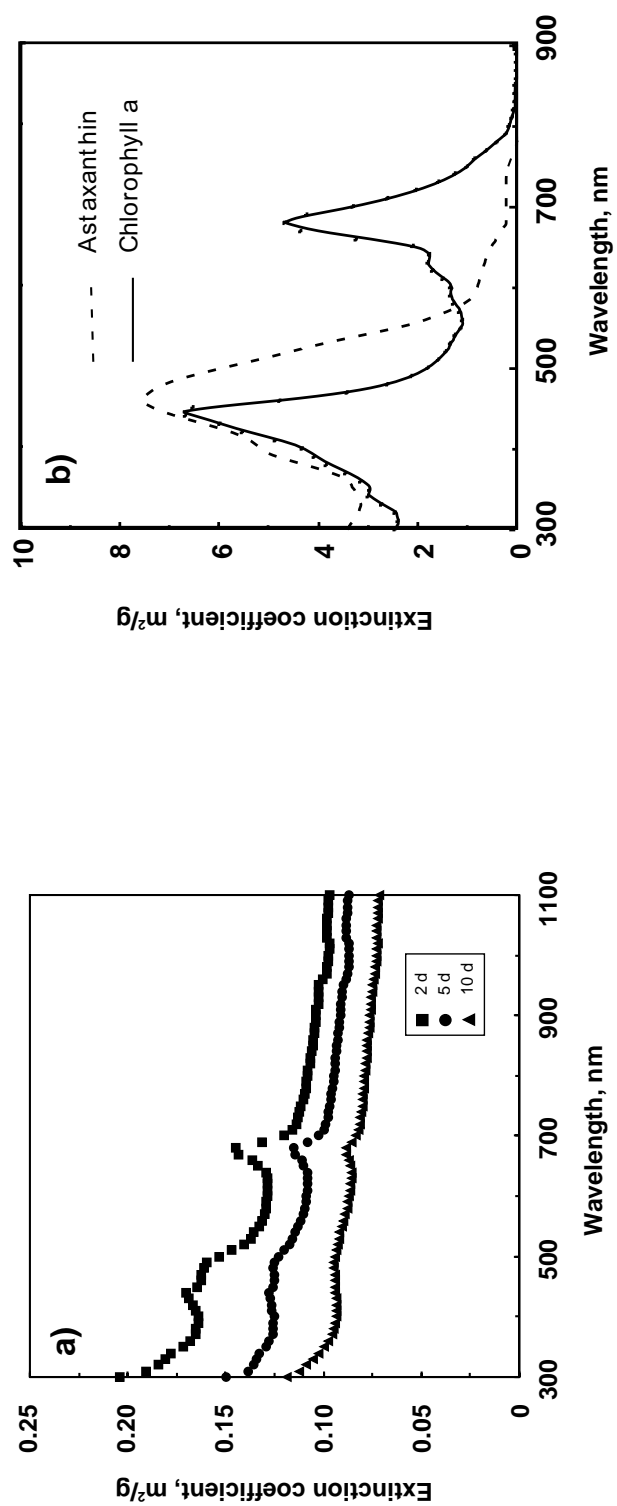 a)
Extinction coefficient, m²/g
0.25
0.20
0.15
0.10
0.05
0
300
500
700
900
1100
Wavelength, nm
2 d
5 d
10 d
b)
Extinction coefficient, m²/g
10
8
6
4
2
0
300
500
700
900
Wavelength, nm
Astaxanthin
Chlorophyll a